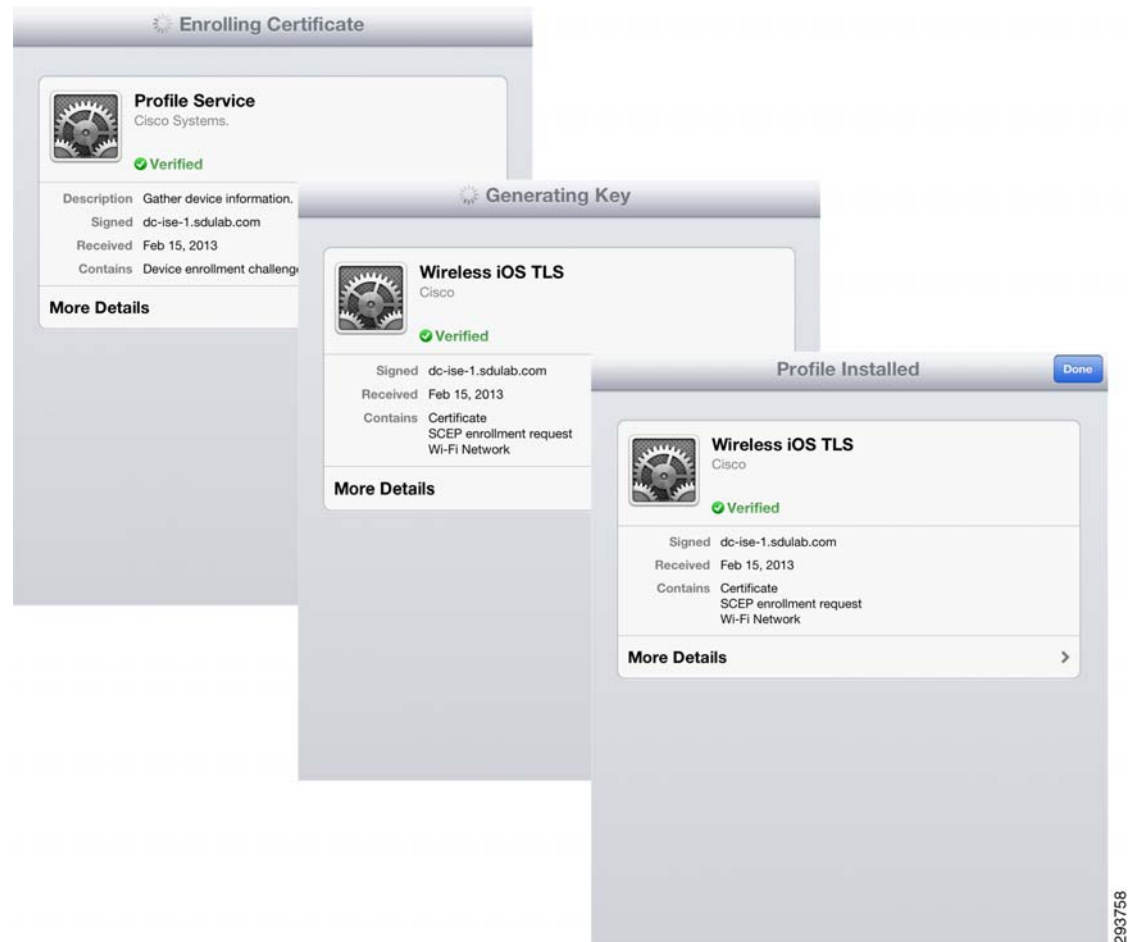 Enrolling Certificate
Profile Service
Cisco Systems.
Verified
Description Gather device information.
Signed dc-ise-1.sdulab.com
Received Feb 15, 2013
Contains Device enrollment challenge
More Details
Generating Key
Wireless iOS TLS
Cisco
Verified
Signed dc-ise-1.sdulab.com
Received Feb 15, 2013
Contains Certificate
SCEP enrollment request
Wi-Fi Network
More Details
Profile Installed
Done
Wireless iOS TLS
Cisco
Verified
Signed dc-ise-1.sdulab.com
Received Feb 15, 2013
Contains Certificate
SCEP enrollment request
Wi-Fi Network
More Details
293758